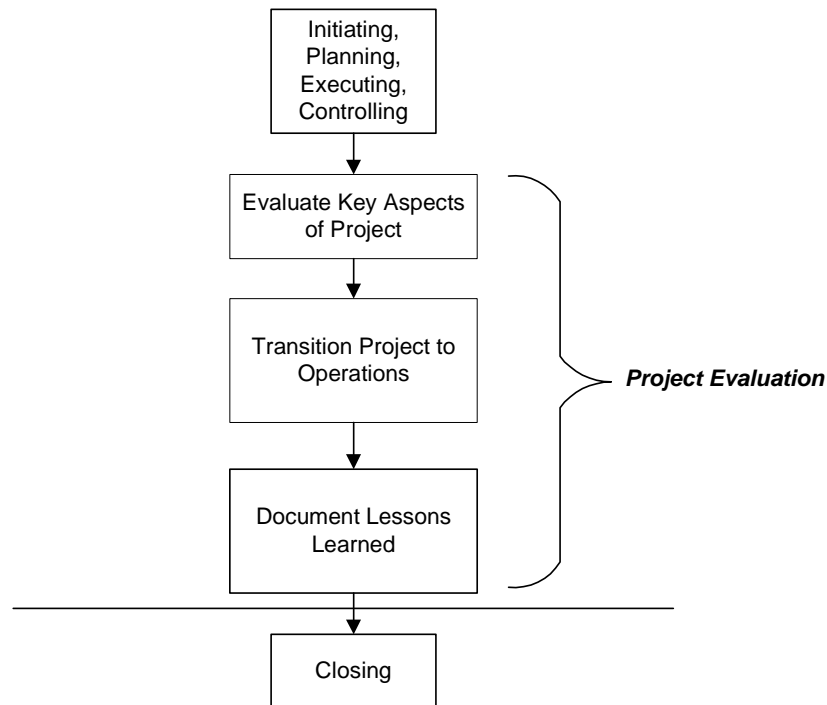 Initiating,
Planning,
Executing,
Controlling
Evaluate Key Aspects
of Project
Transition Project to
Operations
Project Evaluation
Document Lessons
Learned
Closing